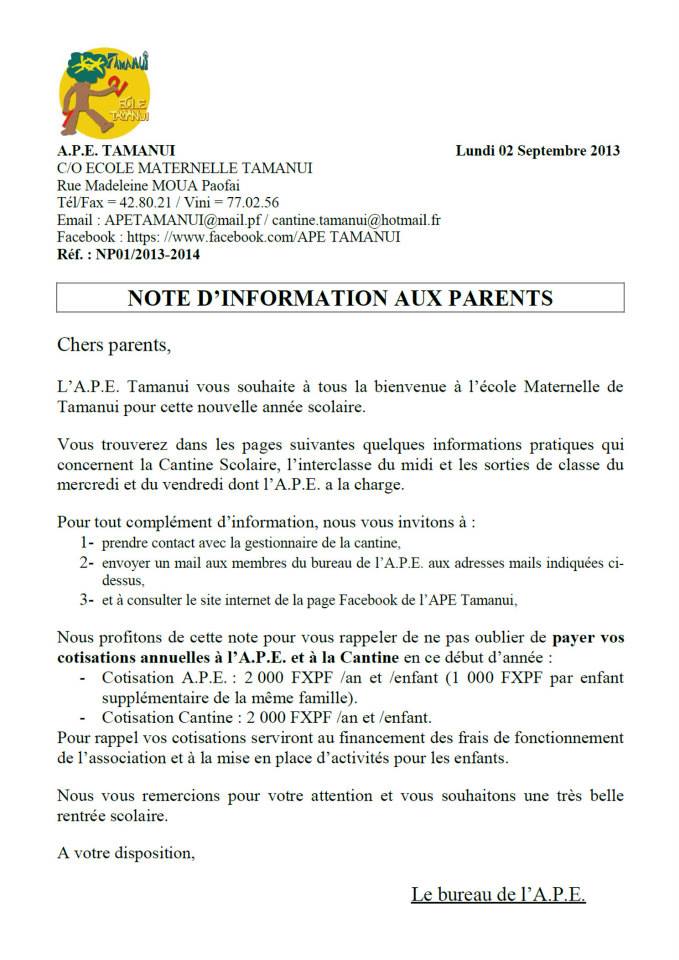 TAMANUI
2
ECOLE
TAMANUI
A.P.E. TAMANUI Lundi 02 Septembre 2013
C/O ECOLE MATERNELLE TAMANUI
Rue Madeleine MOUA Paofai
Tél/Fax = 42.80.21 / Vini = 77.02.56
Email : APETAMANUI@mail.pf / cantine.tamanui@hotmail.fr
Facebook : https: //www.facebook.com/APE TAMANUI
Réf. : NP01/2013-2014
NOTE D’INFORMATION AUX PARENTS
Chers parents,
L’A.P.E. Tamanui vous souhaite à tous la bienvenue à l’école Maternelle de
Tamanui pour cette nouvelle année scolaire.
Vous trouverez dans les pages suivantes quelques informations pratiques qui
concernent la Cantine Scolaire, l’interclasse du midi et les sorties de classe du
mercredi et du vendredi dont l’A.P.E. a la charge.
Pour tout complément d’information, nous vous invitons à :
1- prendre contact avec la gestionnaire de la cantine,
2- envoyer un mail aux membres du bureau de l’A.P.E. aux adresses mails indiquées ci-
dessus,
3- et à consulter le site internet de la page Facebook de l’APE Tamanui,
Nous profitons de cette note pour vous rappeler de ne pas oublier de payer vos
cotisations annuelles à l’A.P.E. et à la Cantine en ce début d’année :
- Cotisation A.P.E. : 2 000 FXPF /an et /enfant (1 000 FXPF par enfant
supplémentaire de la même famille).
- Cotisation Cantine : 2 000 FXPF /an et /enfant.
Pour rappel vos cotisations serviront au financement des frais de fonctionnement
de l’association et à la mise en place d’activités pour les enfants.
Nous vous remercions pour votre attention et vous souhaitons une très belle
rentrée scolaire.
A votre disposition,
Le bureau de l’A.P.E.